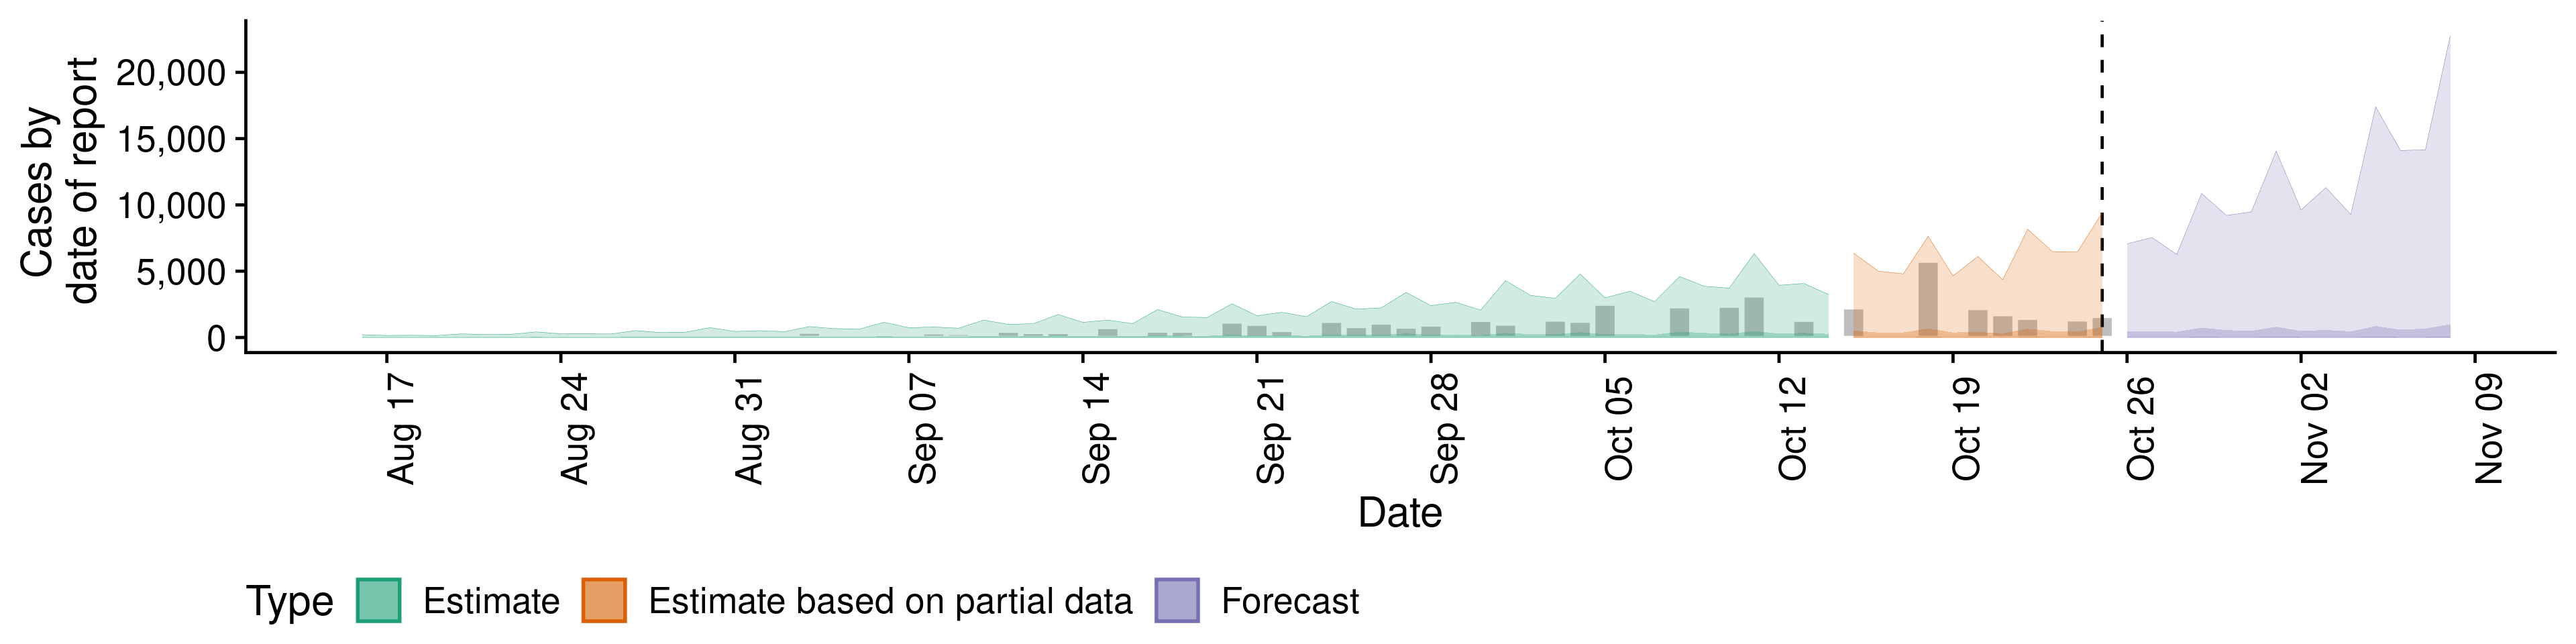 Cases by
date of report
20,000
15,000
10,000
5,000
0
Aug 17
Aug 24
Aug 31
Sep 07
Sep 14
Sep 21
Sep 28
Oct 05
Oct 12
Oct 19
Oct 26
Nov 02
Nov 09
Date
Type Estimate Estimate based on partial data Forecast